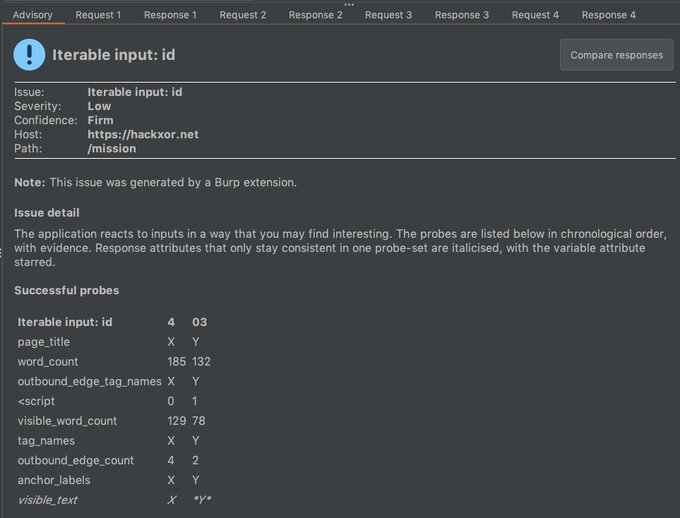 Advisory Request 1 Response 1 Request 2 Response 2 Request 3 Response 3 Request 4 Response 4
Iterable input: id
Compare responses
Issue: Iterable input: id
Severity: Low
Confidence: Firm
Host: https://hackxor.net
Path: /mission
Note: This issue was generated by a Burp extension.
Issue detail
The application reacts to inputs in a way that you may find interesting. The probes are listed below in chronological order,
with evidence. Response attributes that only stay consistent in one probe-set are italicised, with the variable attribute
starred.
Successful probes
Iterable input: id 4 03
page_title X Y
word_count 185 132
outbound_edge_tag_names X Y
<script 0 1
visible_word_count 129 78
tag_names X Y
outbound_edge_count 4 2
anchor_labels X Y
visible_text X *Y*